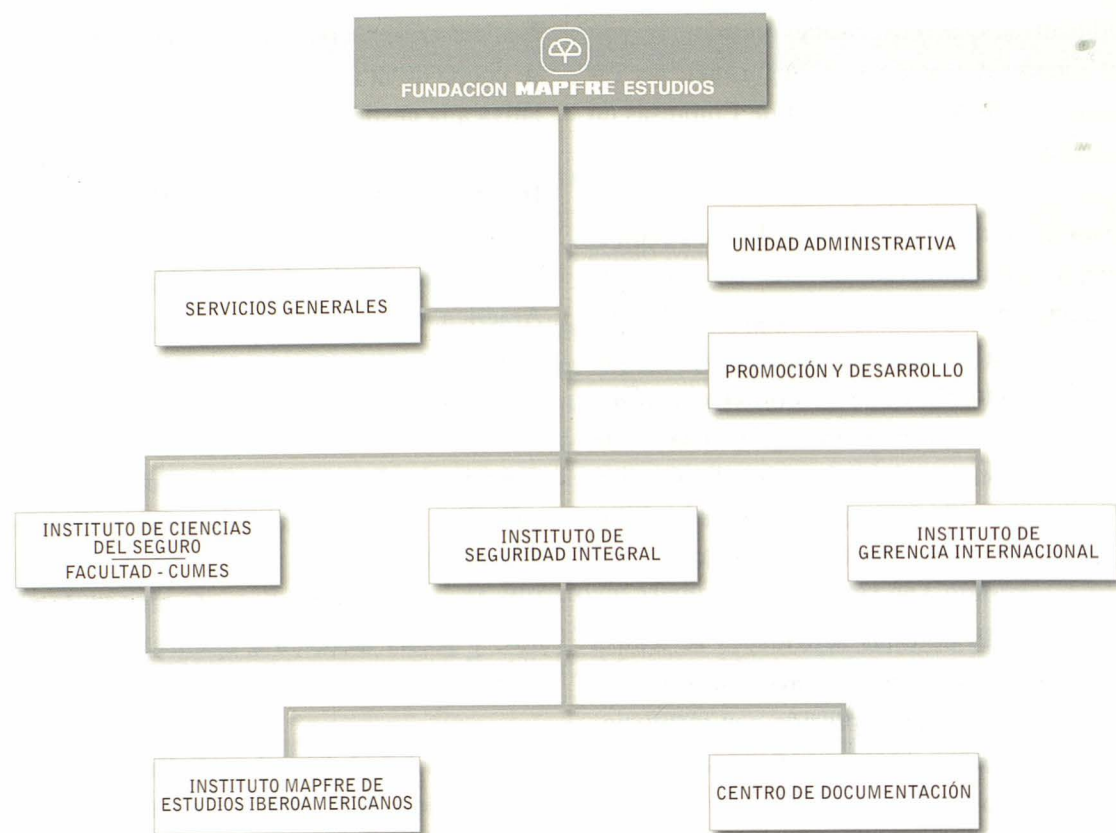 FUNDACION MAPFRE ESTUDIOS
UNIDAD ADMINISTRATIVA
SERVICIOS GENERALES
PROMOCIÓN Y DESARROLLO
INSTITUTO DE CIENCIAS
DEL SEGURO
FACULTAD - CUMES
INSTITUTO DE
SEGURIDAD INTEGRAL
INSTITUTO DE
GERENCIA INTERNACIONAL
INSTITUTO MAPFRE DE
ESTUDIOS IBEROAMERICANOS
CENTRO DE DOCUMENTACIÓN